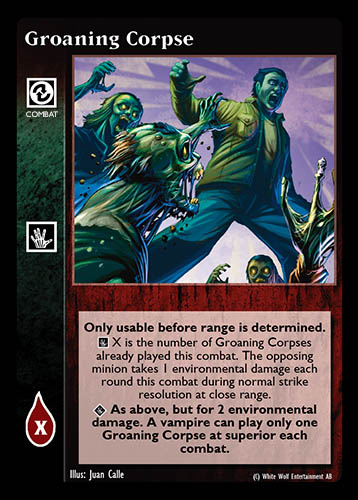 Groaning Corpse
COMBAT
Only usable before range is determined.
X is the number of Groaning Corpses
already played this combat. The opposing
minion takes 1 environmental damage each
round this combat during normal strike
resolution at close range.
As above, but for 2 environmental
damage. A vampire can play only one
Groaning Corpse at superior each
combat.
X
Illus: Juan Calle
(C) White Wolf Entertainment AB